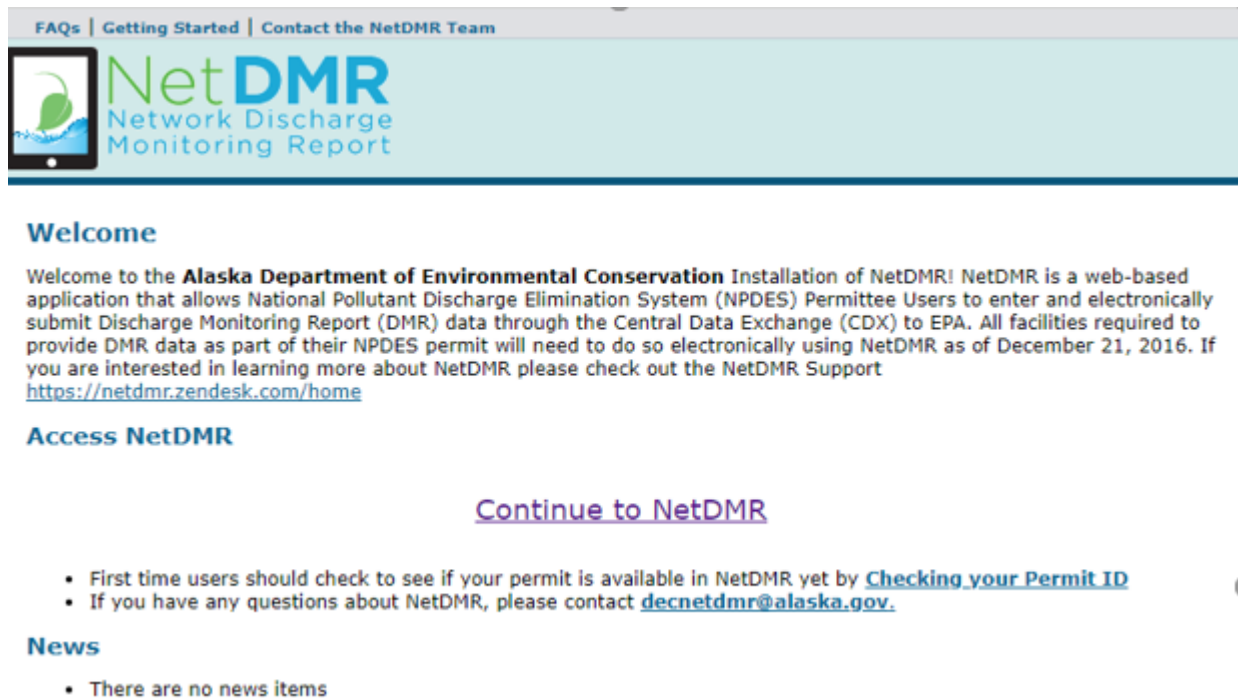 FAQs | Getting Started | Contact the NetDMR Team
NetDMR
Network Discharge
Monitoring Report
Welcome
Welcome to the Alaska Department of Environmental Conservation Installation of NetDMR! NetDMR is a web-based
application that allows National Pollutant Discharge Elimination System (NPDES) Permittee Users to enter and electronically
submit Discharge Monitoring Report (DMR) data through the Central Data Exchange (CDX) to EPA. All facilities required to
provide DMR data as part of their NPDES permit will need to do so electronically using NetDMR as of December 21, 2016. If
you are interested in learning more about NetDMR please check out the NetDMR Support
https://netdmr.zendesk.com/home
Access NetDMR
Continue to NetDMR
• First time users should check to see if your permit is available in NetDMR yet by Checking your Permit ID
• If you have any questions about NetDMR, please contact decnetdmr@alaska.gov.
News
• There are no news items